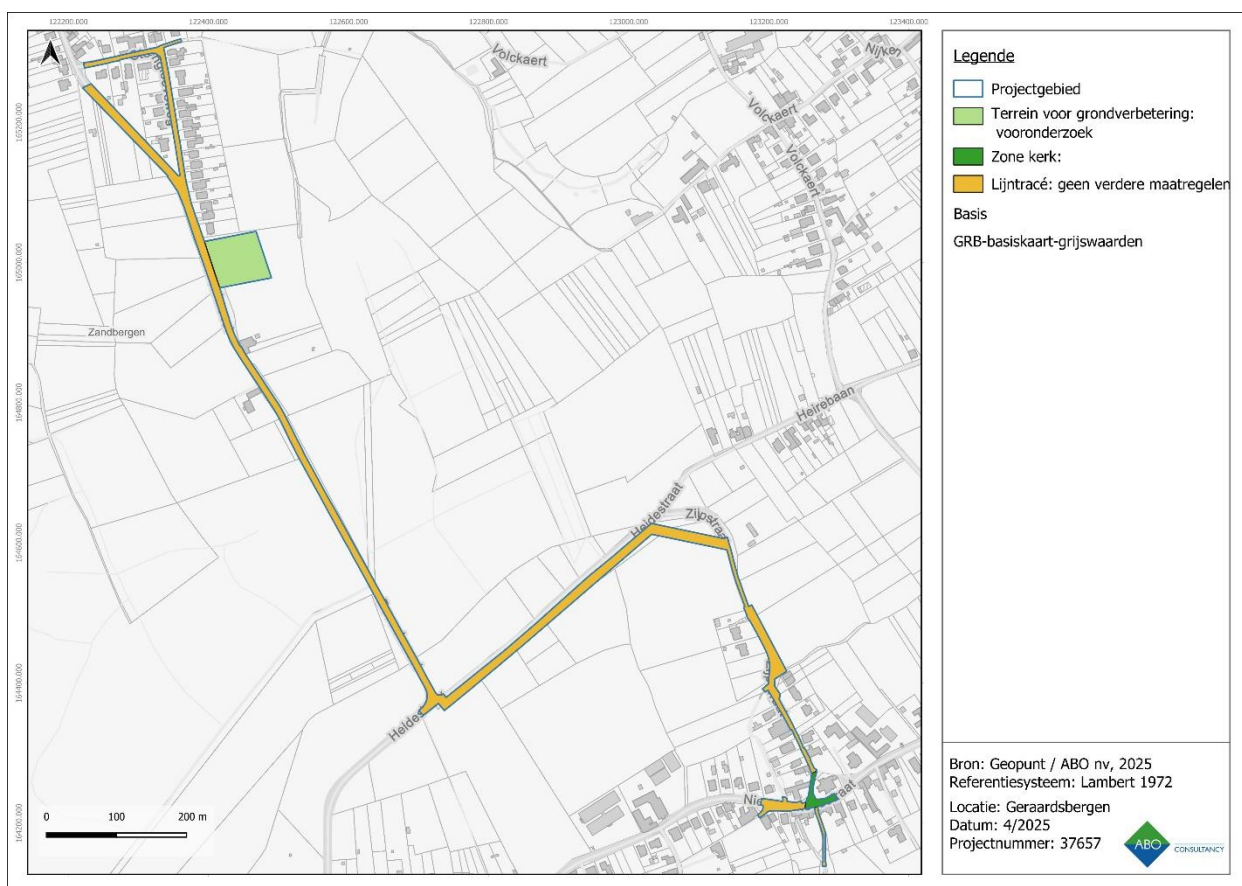 122200.000
122400.000
122600.000
122800.000
123000.000
123200.000
123400.000
165200.000
165000.000
164800.000
164600.000
164400.000
164200.000
Volckaert
Nijken
Volckaert
Volckaert
Zandbergen
Heirebaan
Heidestraat
Zijpstraat
0 100 200 m
Legende
Projectgebied
Terrein voor grondverbetering:
vooronderzoek
Zone kerk:
Lijntracé: geen verdere maatregelen
Basis
GRB-basiskaart-grijswaarden
Bron: Geopunt / ABO nv, 2025
Referentiesysteem: Lambert 1972
Locatie: Geraardsbergen
Datum: 4/2025
Projectnummer: 37657
ABO
CONSULTANCY